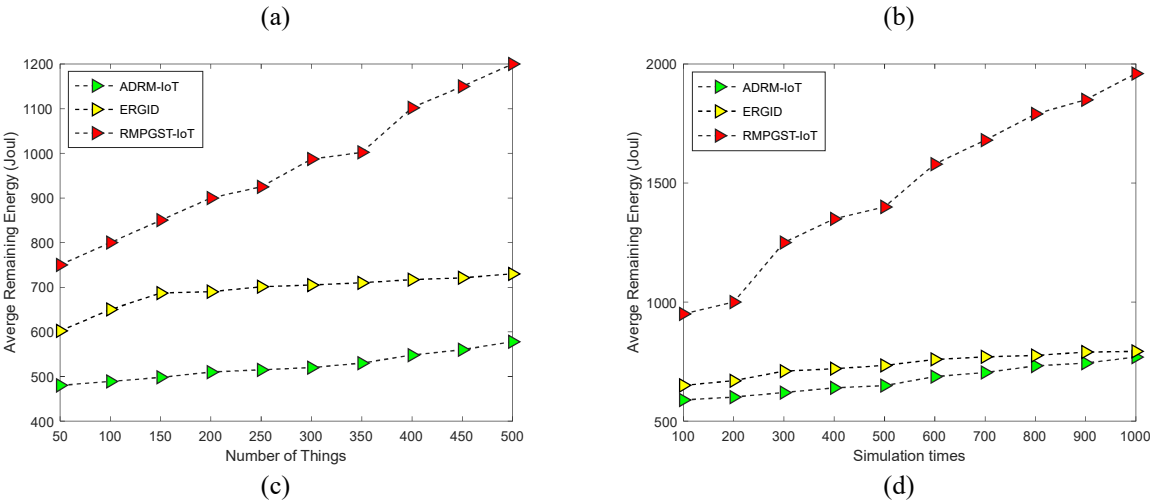 (a)
(b)
1200
1100
1000
900
800
700
600
500
400
Averge Remaining Energy (Joul)
ADRM-IoT
ERGID
RMPGST-IoT
50 100 150 200 250 300 350 400 450 500
Number of Things
(c)
2000
1500
1000
500
Averge Remaining Energy (Joul)
ADRM-IoT
ERGID
RMPGST-IoT
100 200 300 400 500 600 700 800 900 1000
Simulation times
(d)